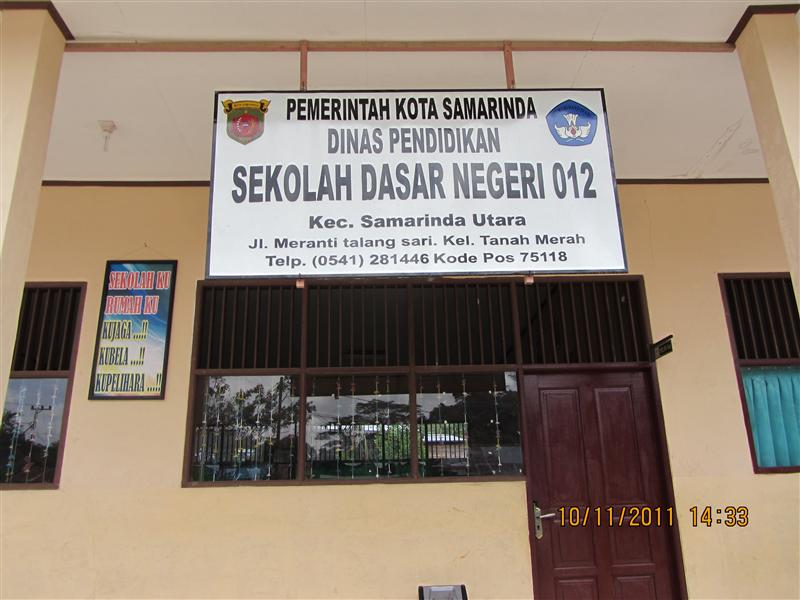 PEMERINTAH KOTA SAMARINDA
DINAS PENDIDIKAN
SEKOLAH DASAR NEGERI 012
Kec. Samarinda Utara
Jl. Meranti talang sari. Kel. Tanah Merah
Telp. (0541) 281446 Kode Pos 75118
SEKOLAH KU
RUMAH KU
KUJAGA ...!!
KUBELA ...!!
KUPELIHARA ...!!
10/11/2011 14:33